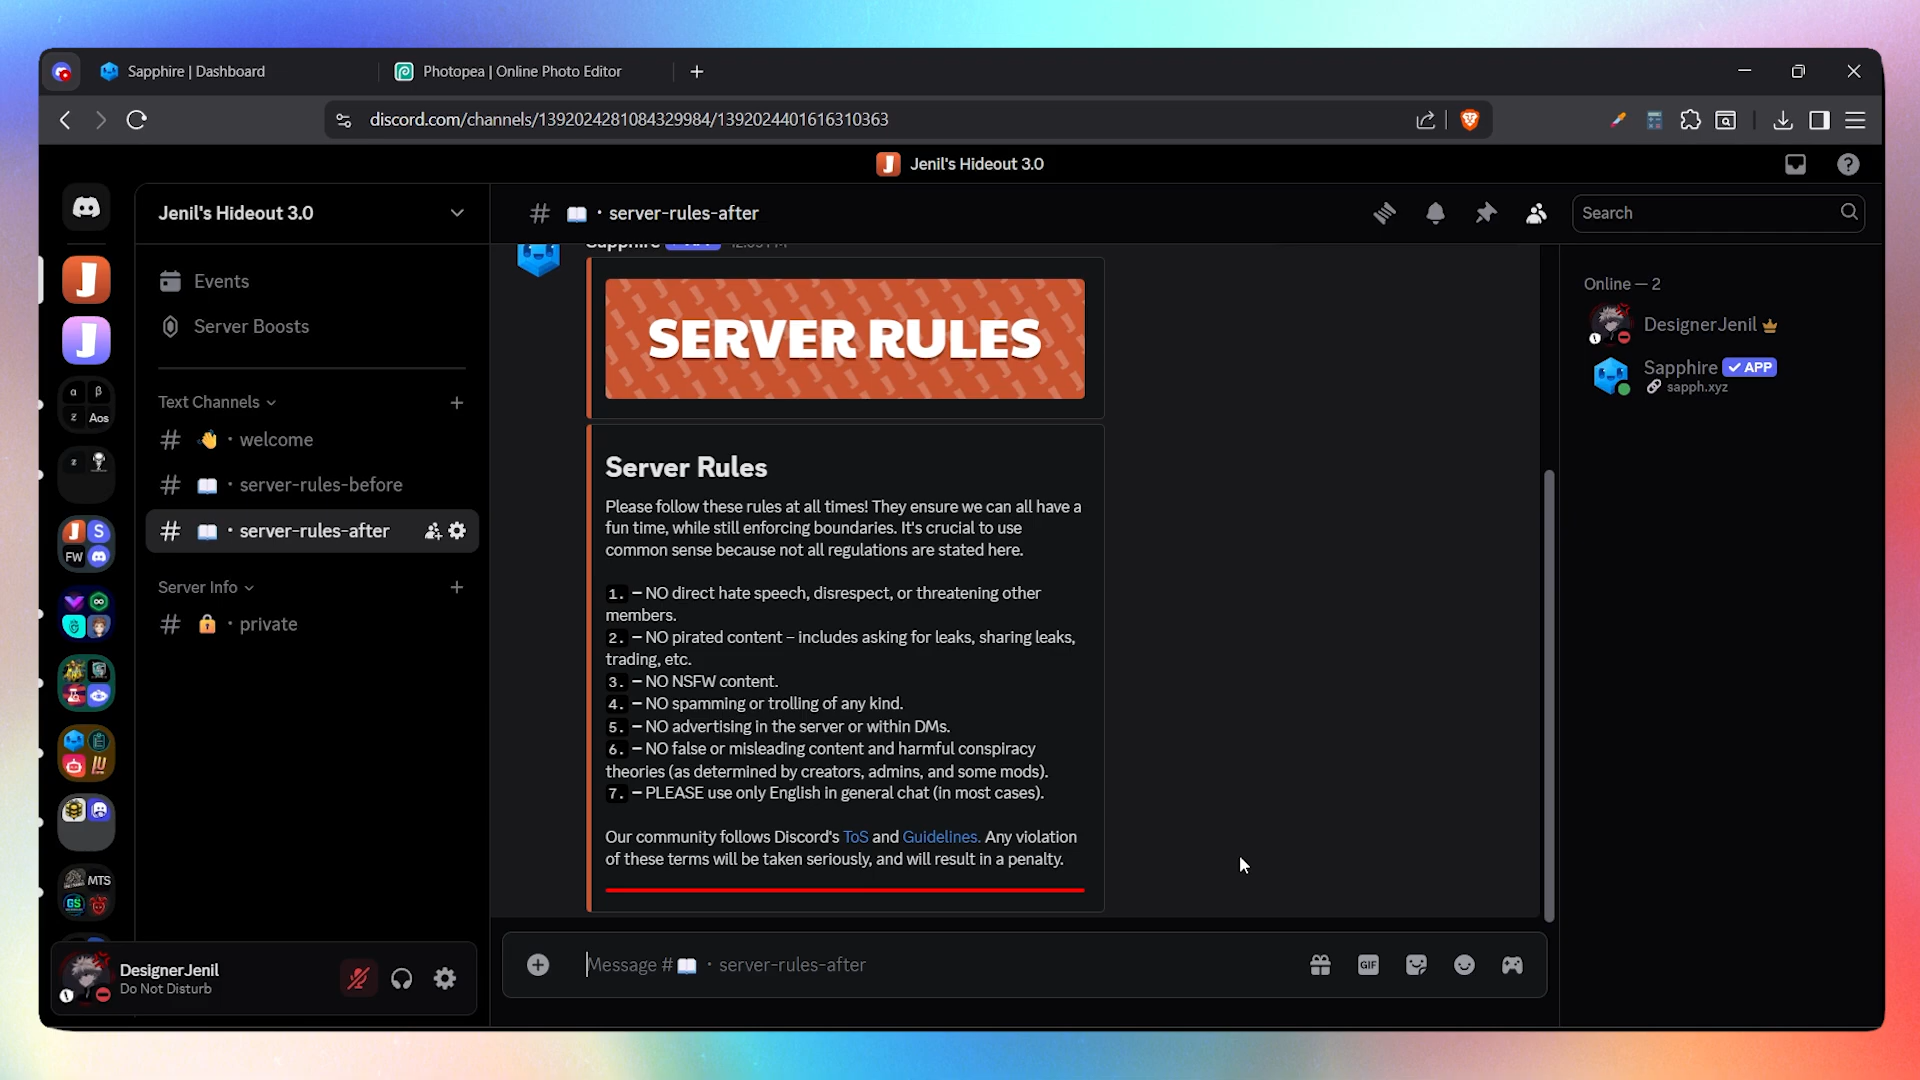 Sapphire | Dashboard
Photopea | Online Photo Editor
discord.com/channels/1392024281084329984/1392024401616310363
Jenil's Hideout 3.0
Jenil's Hideout 3.0
Events
Server Boosts
Text Channels
# 👋・welcome
# 📖・server-rules-before
# 📖・server-rules-after
Server Info
# 🔒・private
α β
z Aos
z
J S
FW
MTS
GS
DesignerJenil
Do Not Disturb
# 📖・server-rules-after
Search
SERVER RULES
Server Rules
Please follow these rules at all times! They ensure we can all have a
fun time, while still enforcing boundaries. It's crucial to use
common sense because not all regulations are stated here.
1. – NO direct hate speech, disrespect, or threatening other
members.
2. – NO pirated content – includes asking for leaks, sharing leaks,
trading, etc.
3. – NO NSFW content.
4. – NO spamming or trolling of any kind.
5. – NO advertising in the server or within DMs.
6. – NO false or misleading content and harmful conspiracy
theories (as determined by creators, admins, and some mods).
7. – PLEASE use only English in general chat (in most cases).
Our community follows Discord's ToS and Guidelines. Any violation
of these terms will be taken seriously, and will result in a penalty.
Message # 📖・server-rules-after
GIF
Online — 2
DesignerJenil
Sapphire ✓ APP
sapph.xyz